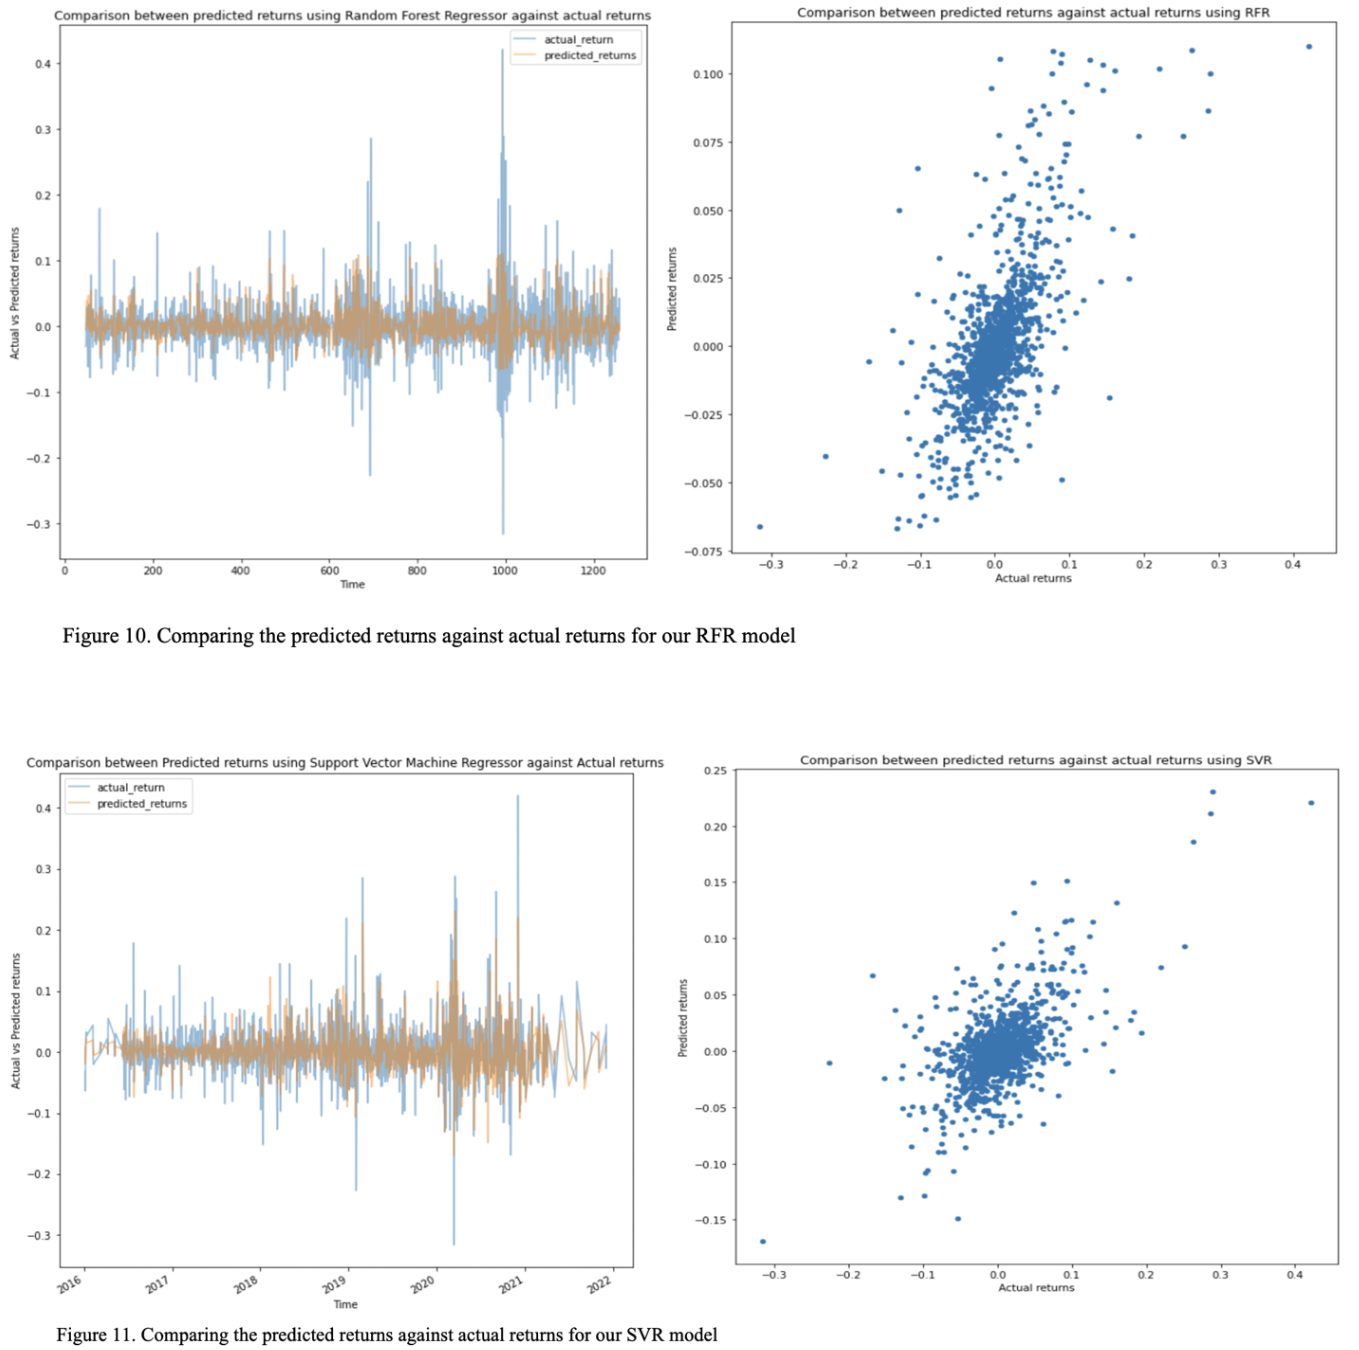 Comparison between predicted returns using Random Forest Regressor against actual returns
actual_return
predicted_returns
0.4
0.3
0.2
0.1
0.0
−0.1
−0.2
−0.3
Actual vs Predicted returns
0 200 400 600 800 1000 1200
Time
Comparison between predicted returns against actual returns using RFR
0.100
0.075
0.050
0.025
0.000
−0.025
−0.050
−0.075
Predicted returns
−0.3 −0.2 −0.1 0.0 0.1 0.2 0.3 0.4
Actual returns
Figure 10. Comparing the predicted returns against actual returns for our RFR model
Comparison between Predicted returns using Support Vector Machine Regressor against Actual returns
actual_return
predicted_returns
0.4
0.3
0.2
0.1
0.0
−0.1
−0.2
−0.3
Actual vs Predicted returns
2016 2017 2018 2019 2020 2021 2022
Time
Comparison between predicted returns against actual returns using SVR
0.25
0.20
0.15
0.10
0.05
0.00
−0.05
−0.10
−0.15
Predicted returns
−0.3 −0.2 −0.1 0.0 0.1 0.2 0.3 0.4
Actual returns
Figure 11. Comparing the predicted returns against actual returns for our SVR model